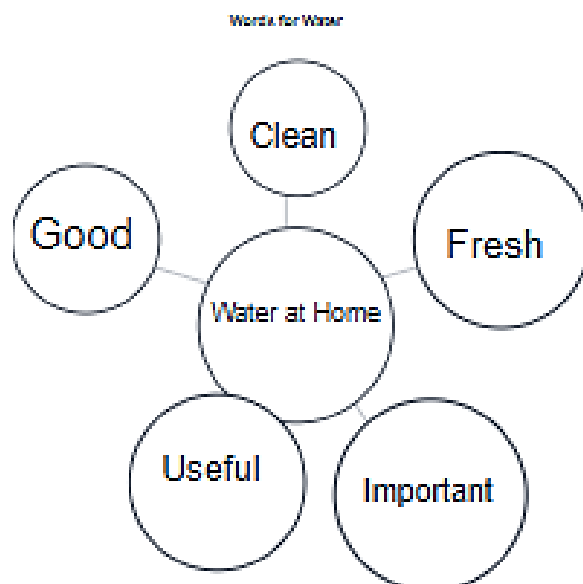 Words for Water
Clean
Good
Fresh
Water at Home
Useful
Important